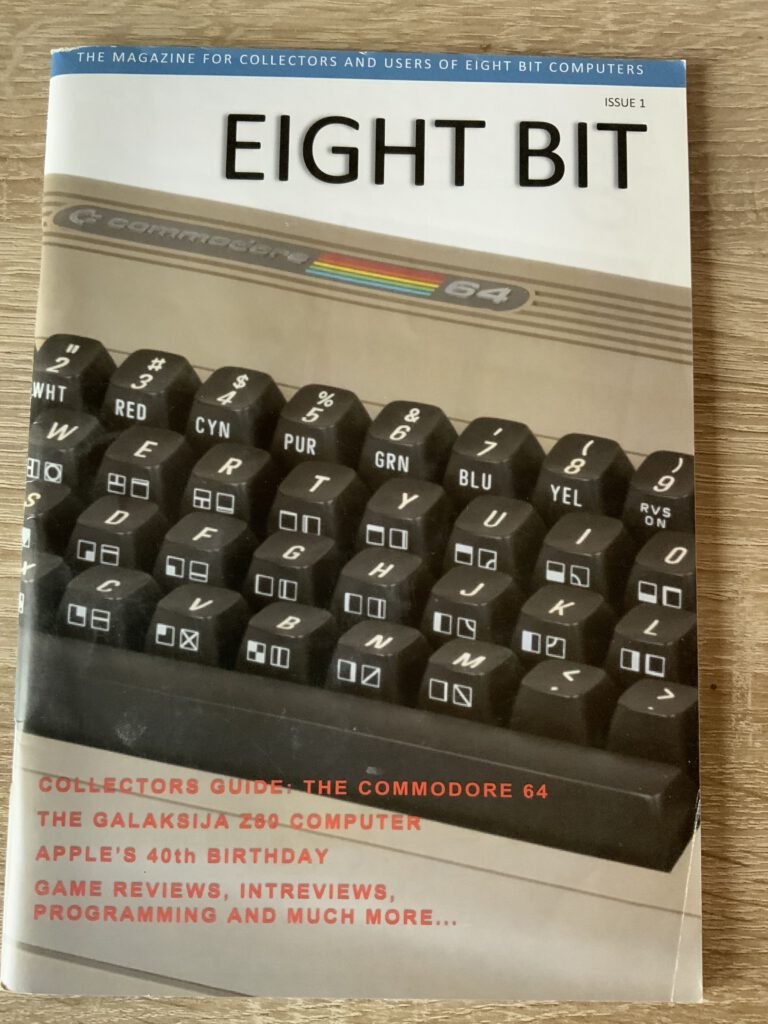 THE MAGAZINE FOR COLLECTORS AND USERS OF EIGHT BIT COMPUTERS
ISSUE 1
EIGHT BIT
commodore 64
" # $ % & ' ( )
2 3 4 5 6 7 8 9
WHT RED CYN PUR GRN BLU YEL RVS ON
W E R T Y U I O
S D F G H J K L
X C V B N M < >
COLLECTORS GUIDE: THE COMMODORE 64
THE GALAKSIJA Z80 COMPUTER
APPLE'S 40th BIRTHDAY
GAME REVIEWS, INTREVIEWS,
PROGRAMMING AND MUCH MORE...